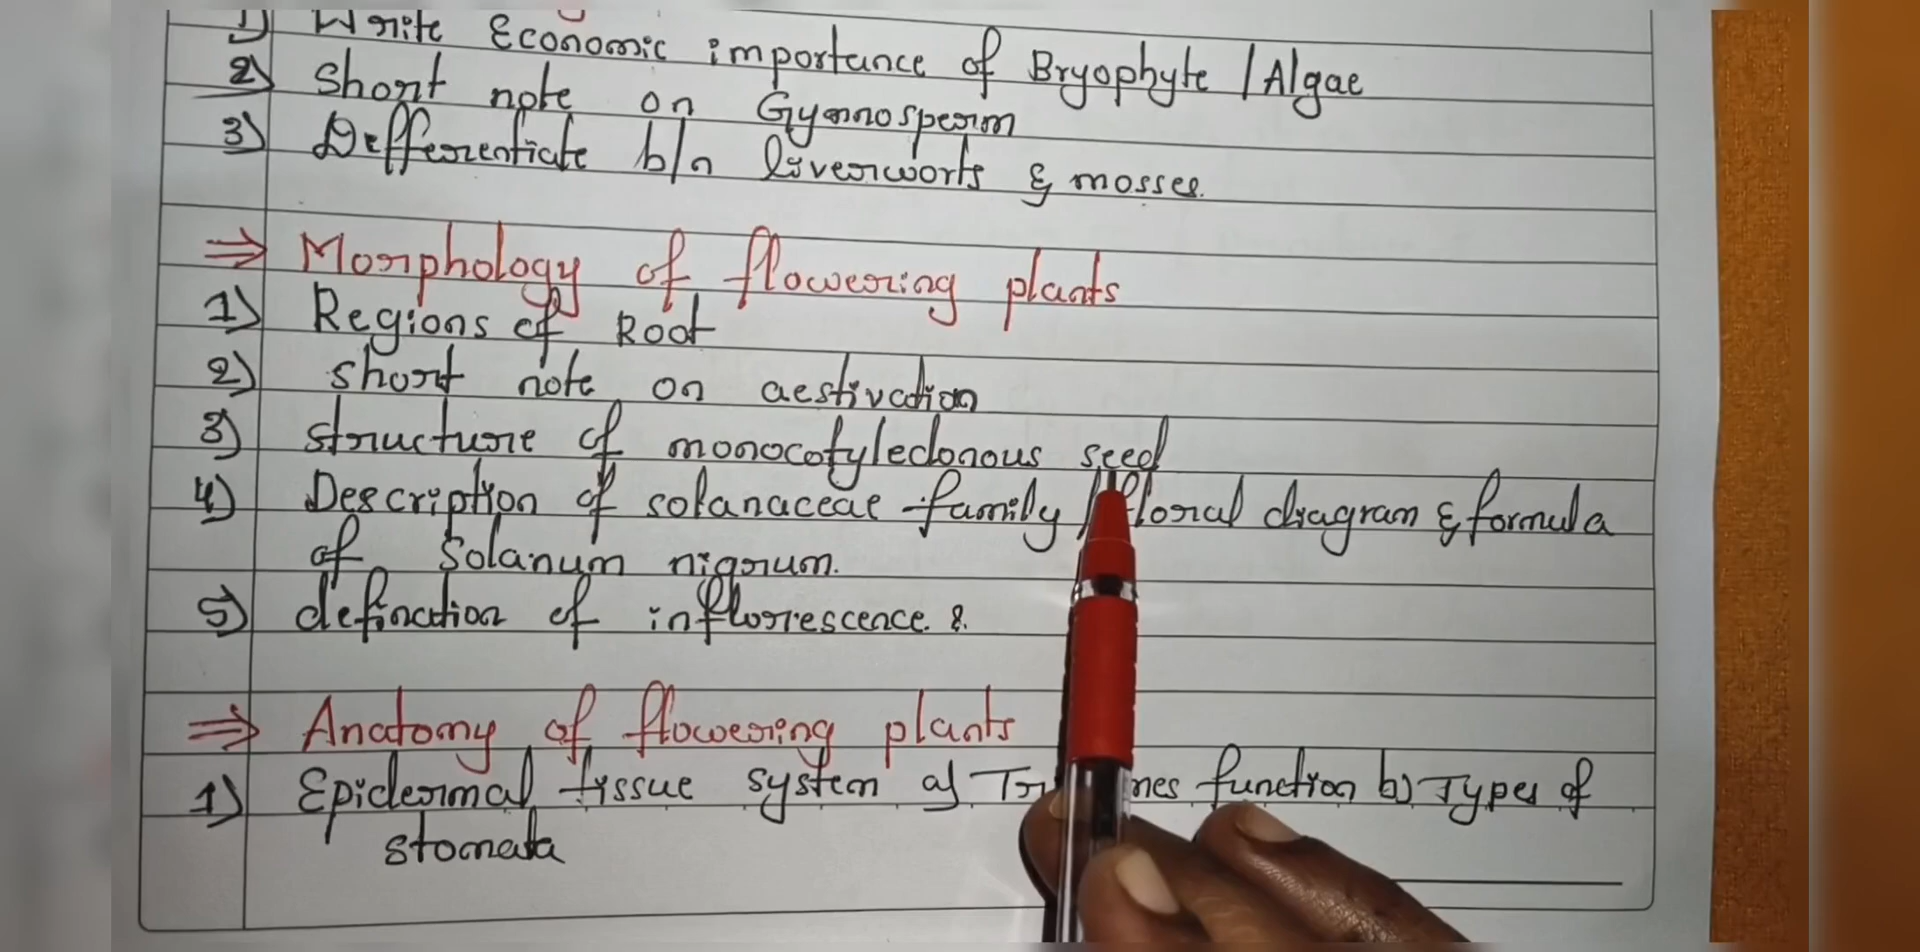 1) Write Economic importance of Bryophyte / Algae
2) Short note on Gymnosperm
3) Differentiate b/n liverworts & mosses.
⇒ Morphology of flowering plants
1) Regions of Root
2) short note on aestivation
3) structure of monocotyledonous seed
4) Description of solanaceae family / floral diagram & formula
of Solanum nigrum.
5) definction of inflorescence. &.
⇒ Anatomy of flowering plants
1) Epidermal tissue system a) function b) Types of
stomata